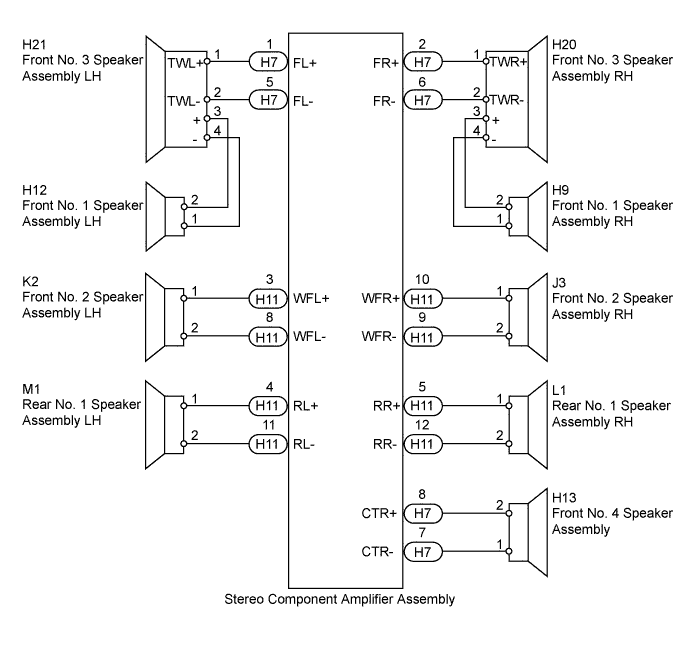 H21
Front No. 3 Speaker
Assembly LH
TWL+ 1
1
H7
FL+
TWL- 2
5
H7
FL-
+ 3
- 4
2
H7
FR+
1 TWR+
6
H7
FR-
2 TWR-
3 +
4 -
H20
Front No. 3 Speaker
Assembly RH
H12
Front No. 1 Speaker
Assembly LH
2
1
2
1
H9
Front No. 1 Speaker
Assembly RH
K2
Front No. 2 Speaker
Assembly LH
1
3
H11
WFL+
2
8
H11
WFL-
10
WFR+
H11
1
9
WFR-
H11
2
J3
Front No. 2 Speaker
Assembly RH
M1
Rear No. 1 Speaker
Assembly LH
1
4
H11
RL+
2
11
H11
RL-
5
RR+
H11
1
12
RR-
H11
2
L1
Rear No. 1 Speaker
Assembly RH
8
CTR+
H7
2
7
CTR-
H7
1
H13
Front No. 4 Speaker
Assembly
Stereo Component Amplifier Assembly